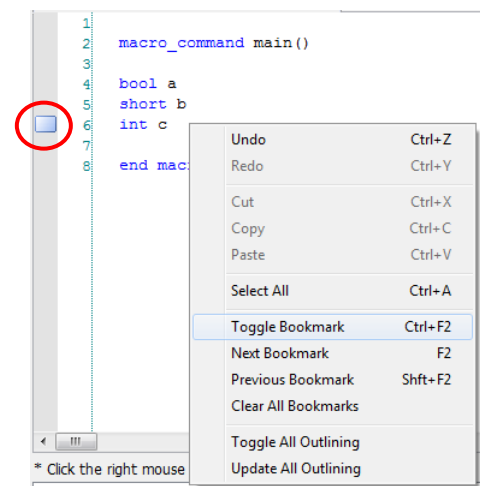 1
2 macro_command main()
3
4 bool a
5 short b
6 int c
7
8 end mac
Undo Ctrl+Z
Redo Ctrl+Y
Cut Ctrl+X
Copy Ctrl+C
Paste Ctrl+V
Select All Ctrl+A
Toggle Bookmark Ctrl+F2
Next Bookmark F2
Previous Bookmark Shft+F2
Clear All Bookmarks
Toggle All Outlining
Update All Outlining
* Click the right mouse